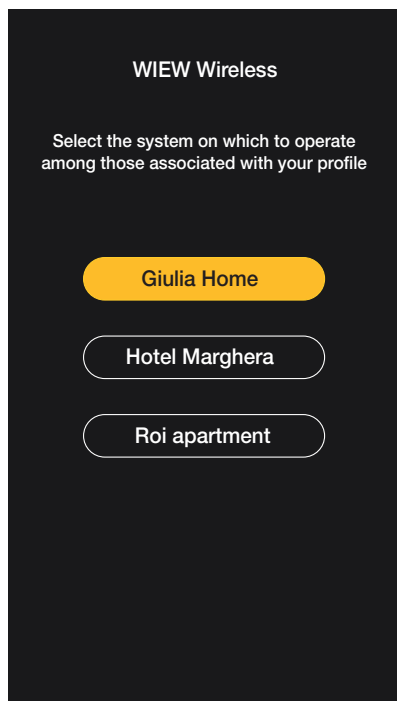 WIEW Wireless
Select the system on which to operate
among those associated with your profile
Giulia Home
Hotel Marghera
Roi apartment